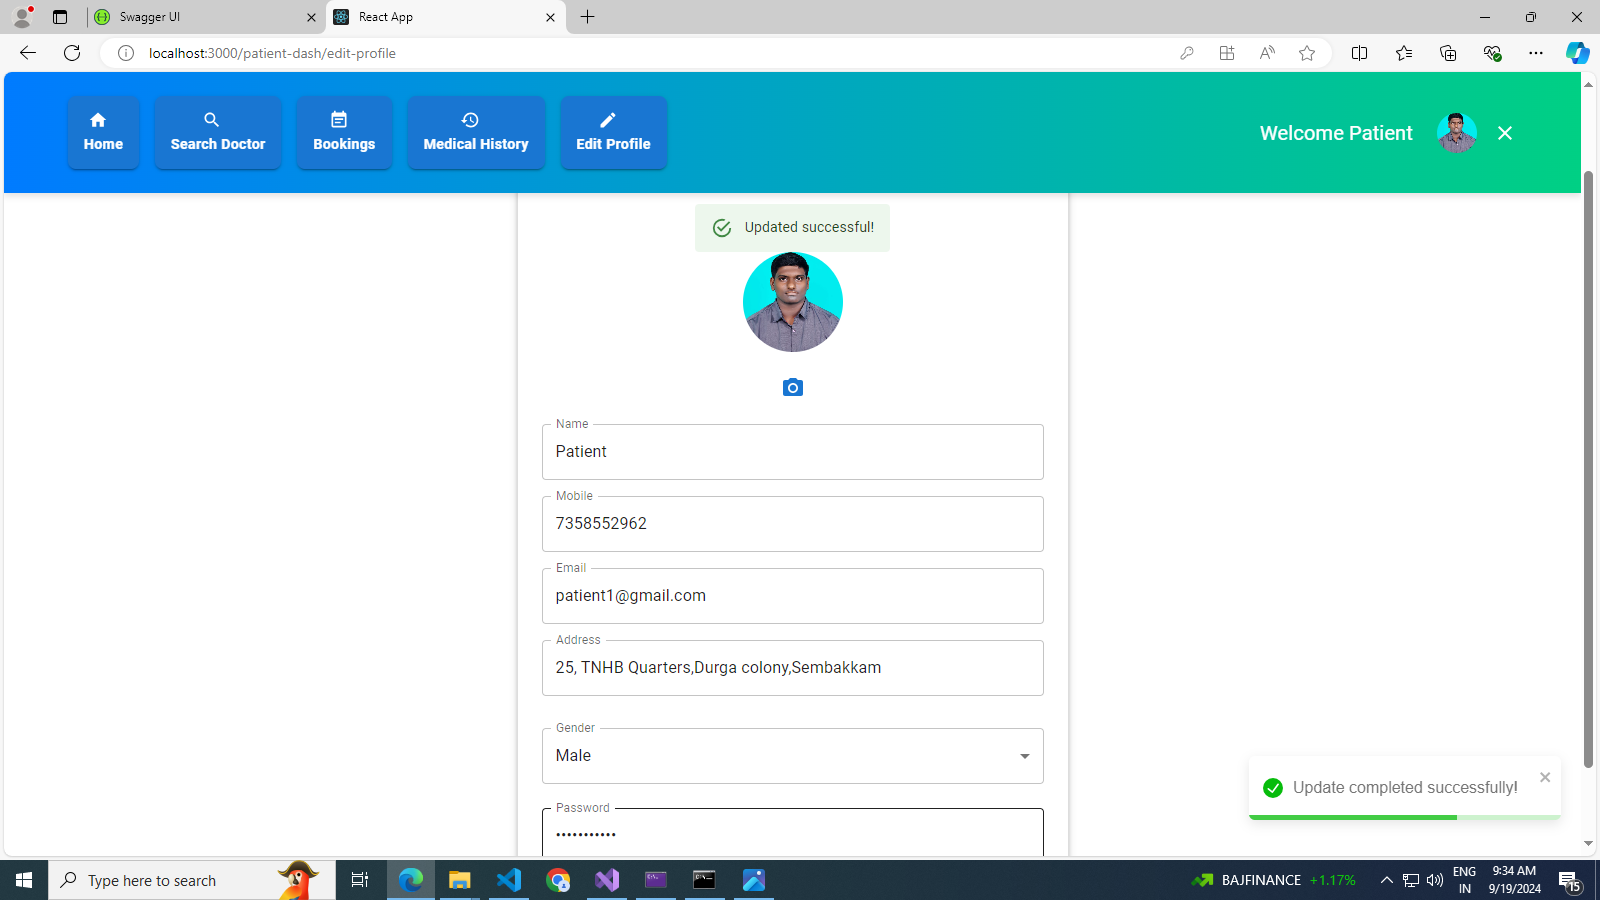 Swagger UI
React App
localhost:3000/patient-dash/edit-profile
Home
Search Doctor
Bookings
Medical History
Edit Profile
Welcome Patient
Updated successful!
Name
Patient
Mobile
7358552962
Email
patient1@gmail.com
Address
25, TNHB Quarters,Durga colony,Sembakkam
Gender
Male
Password
•••••••••••
Update completed successfully!
Type here to search
BAJFINANCE +1.17%
ENG
IN
9:34 AM
9/19/2024
15